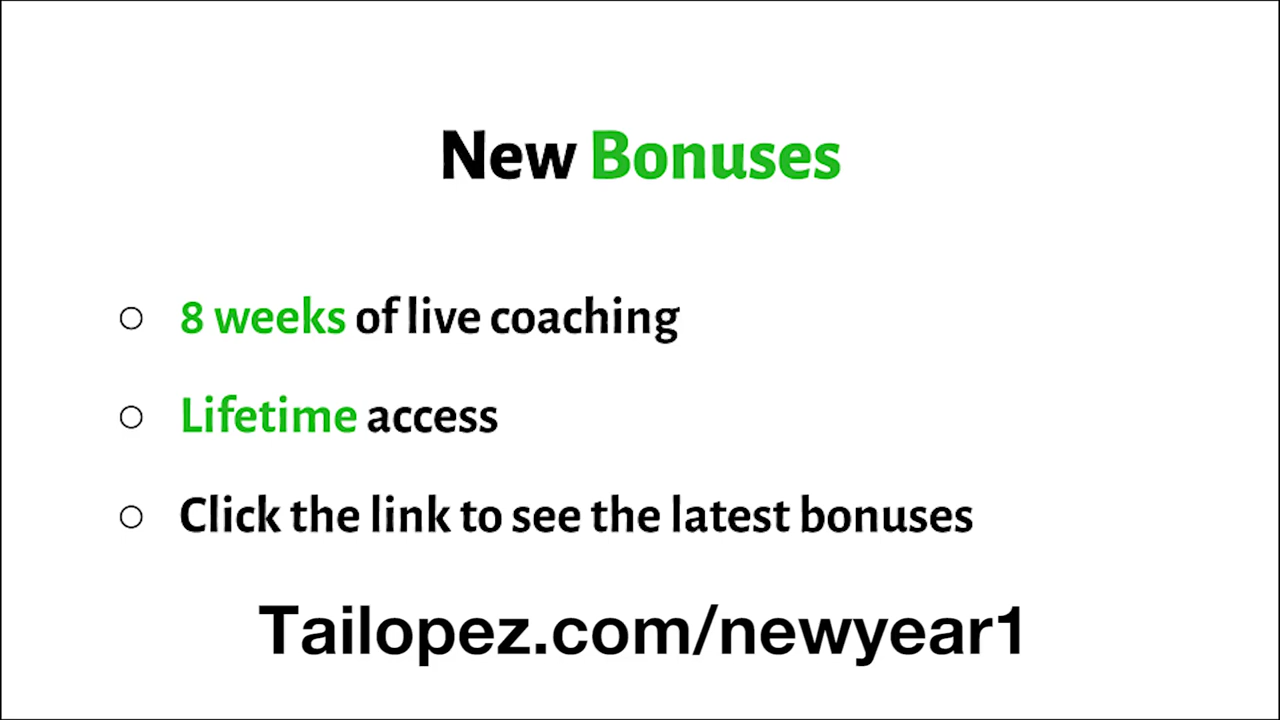 New Bonuses
8 weeks of live coaching
Lifetime access
Click the link to see the latest bonuses
Tailopez.com/newyear1